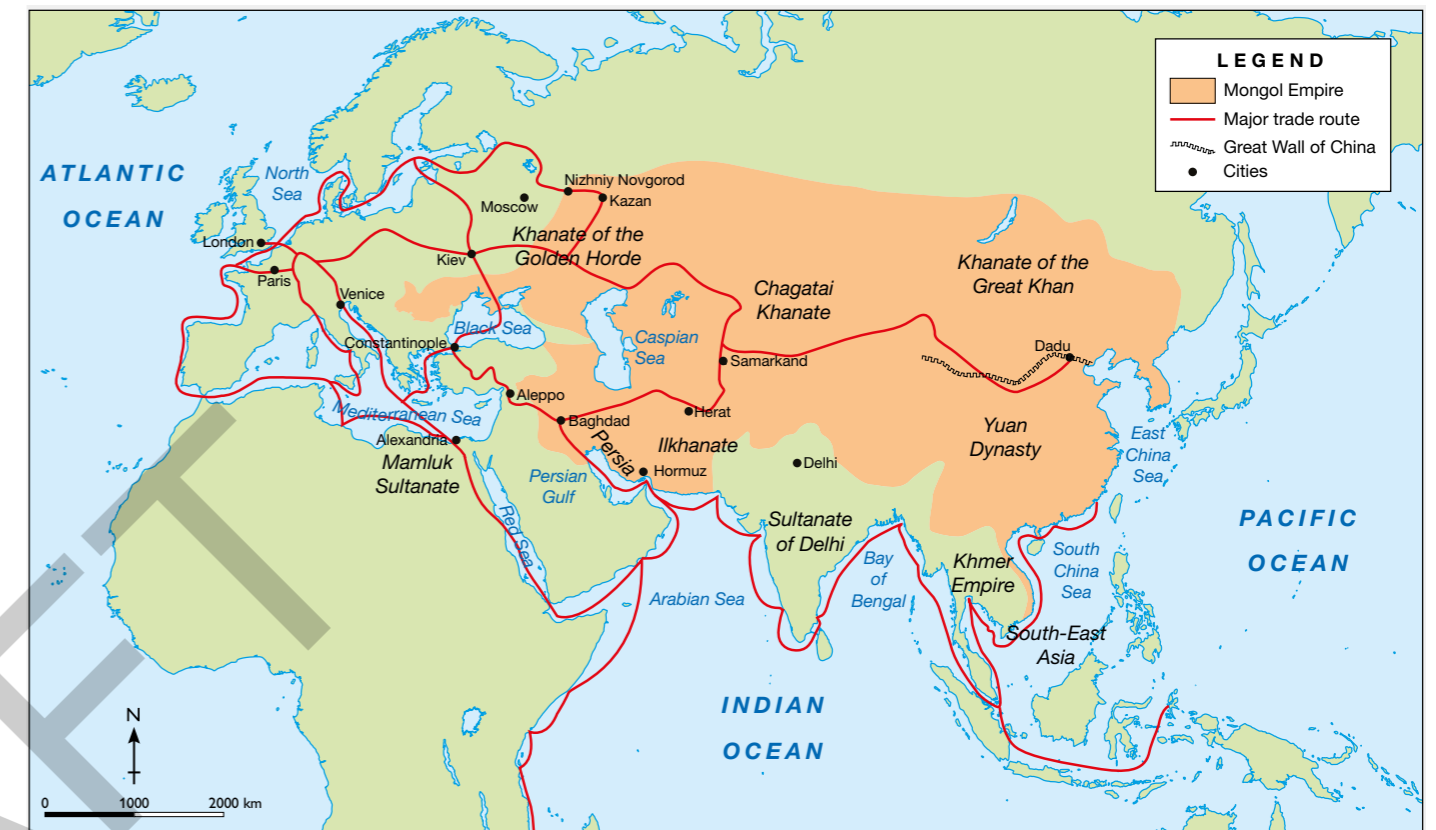 LEGEND
Mongol Empire
Major trade route
Great Wall of China
Cities
ATLANTIC
OCEAN
North
Sea
Nizhniy Novgorod
Kazan
Moscow
London
Kiev
Khanate of the
Golden Horde
Paris
Venice
Khanate of the
Great Khan
Chagatai
Khanate
Black Sea
Constantinople
Caspian
Sea
Samarkand
Dadu
Aleppo
Mediterranean Sea
Baghdad
Herat
Alexandria
Persia
Ilkhanate
Yuan
Dynasty
East
China
Sea
Mamluk
Sultanate
Persian
Gulf
Hormuz
Delhi
Red Sea
Sultanate
of Delhi
PACIFIC
OCEAN
Khmer
Empire
South
China
Sea
Bay
of
Bengal
Arabian Sea
South-East
Asia
INDIAN
OCEAN
N
0 1000 2000 km